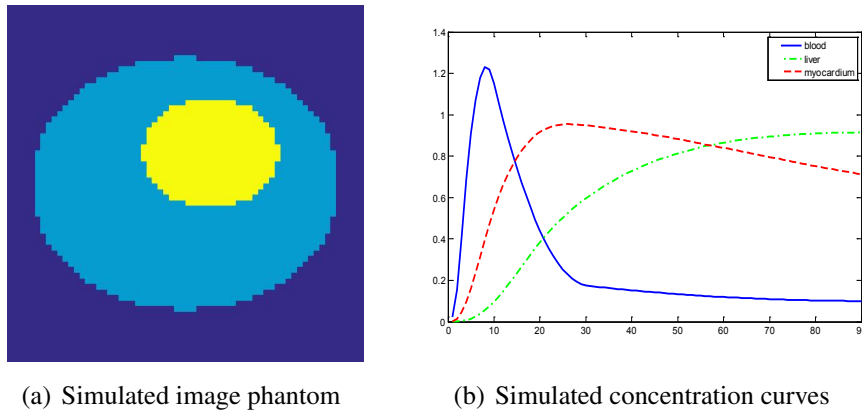 1.4
1.2
1
0.8
0.6
0.4
0.2
0
blood
liver
myocardium
0 10 20 30 40 50 60 70 80 9
(a) Simulated image phantom
(b) Simulated concentration curves